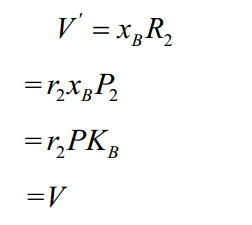 V' = x_B R_2
= r_2 x_B P_2
= r_2 P K_B
= V